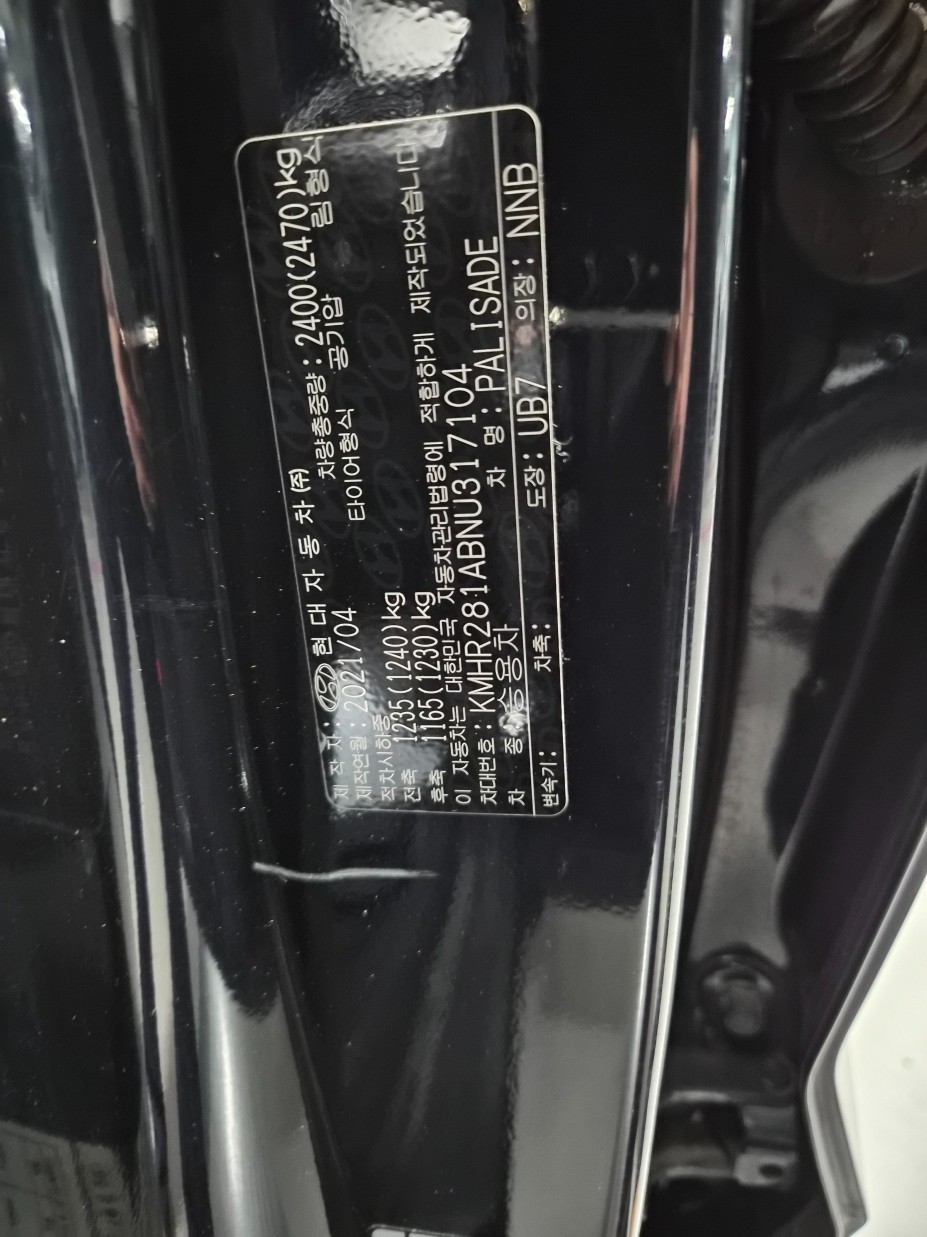 제 작 자: 현 대 자 동 차 (주)
제작연월: 2021/04 차량총중량: 2400(2470)kg
적차시하중 타이어형식 공기압 림형식
전축 1235(1240)kg
후축 1165(1230)kg
이 자동차는 대한민국 자동차관리법령에 적합하게 제작되었습니다
차대번호: KMHR281ABNU317104
차 종: 승용차 차 명: PALISADE
변속기: 차축: 도장: UB7 의장: NNB